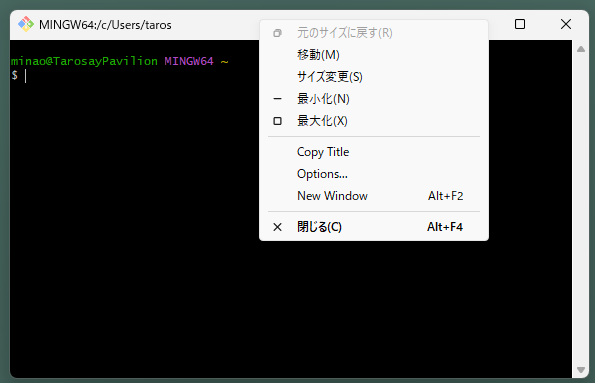 MINGW64:/c/Users/taros
元のサイズに戻す(R)
移動(M)
サイズ変更(S)
最小化(N)
最大化(X)
Copy Title
Options...
New Window Alt+F2
閉じる(C) Alt+F4
minao@TarosayPavilion MINGW64 ~
$